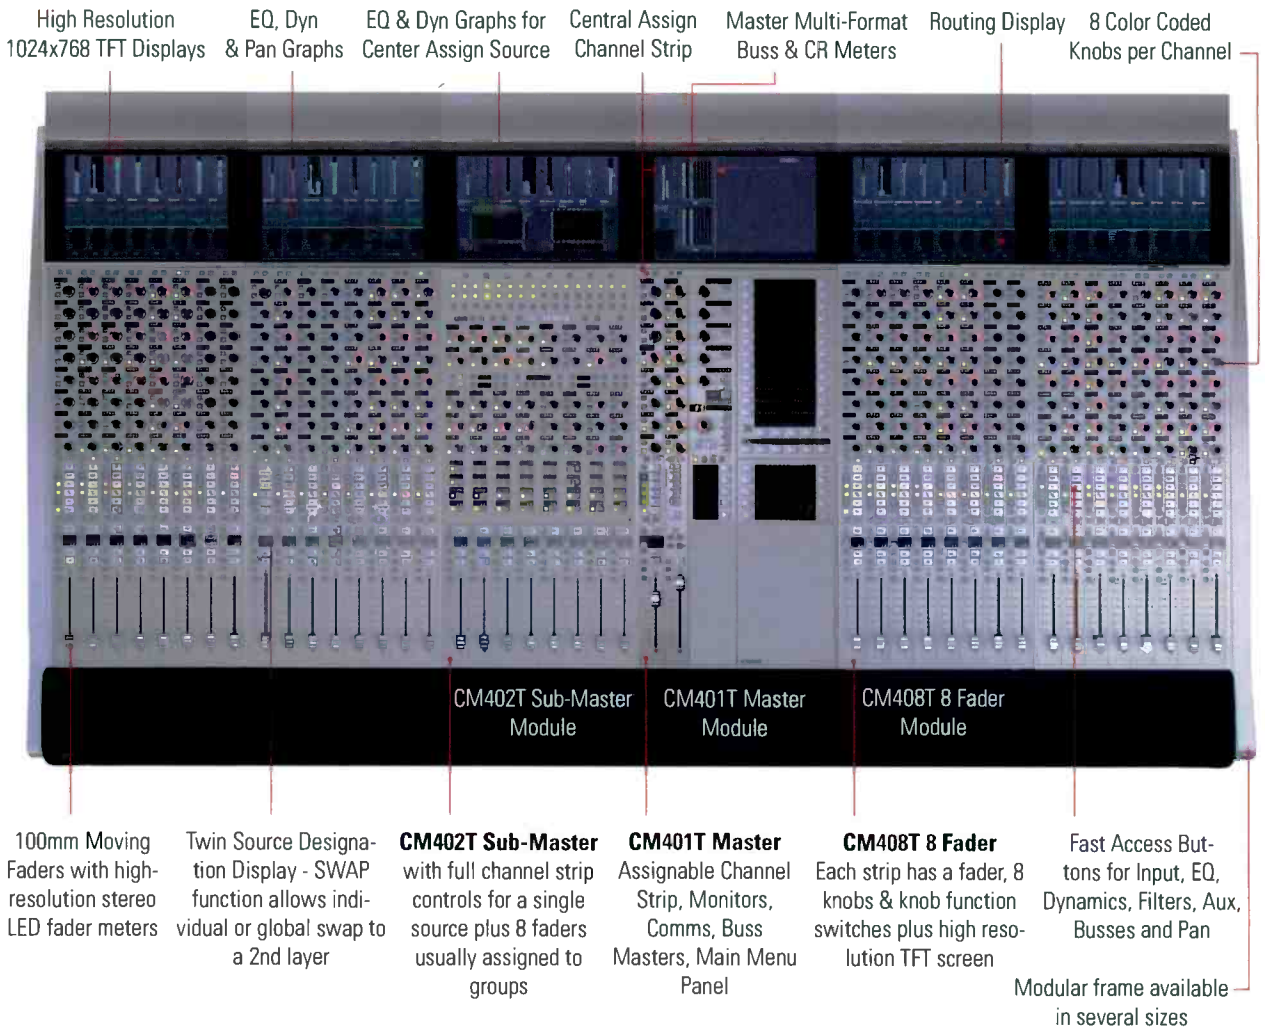 High Resolution
1024x768 TFT Displays
EQ, Dyn
& Pan Graphs
EQ & Dyn Graphs for
Center Assign Source
Central Assign
Channel Strip
Master Multi-Format
Buss & CR Meters
Routing Display
8 Color Coded
Knobs per Channel
CM402T Sub-Master
Module
CM401T Master
Module
CM408T 8 Fader
Module
100mm Moving
Faders with high-
resolution stereo
LED fader meters
Twin Source Designa-
tion Display - SWAP
function allows indi-
vidual or global swap to
a 2nd layer
CM402T Sub-Master
with full channel strip
controls for a single
source plus 8 faders
usually assigned to
groups
CM401T Master
Assignable Channel
Strip, Monitors,
Comms, Buss
Masters, Main Menu
Panel
CM408T 8 Fader
Each strip has a fader, 8
knobs & knob function
switches plus high reso-
lution TFT screen
Fast Access But-
tons for Input, EQ,
Dynamics, Filters, Aux,
Busses and Pan
Modular frame available
in several sizes